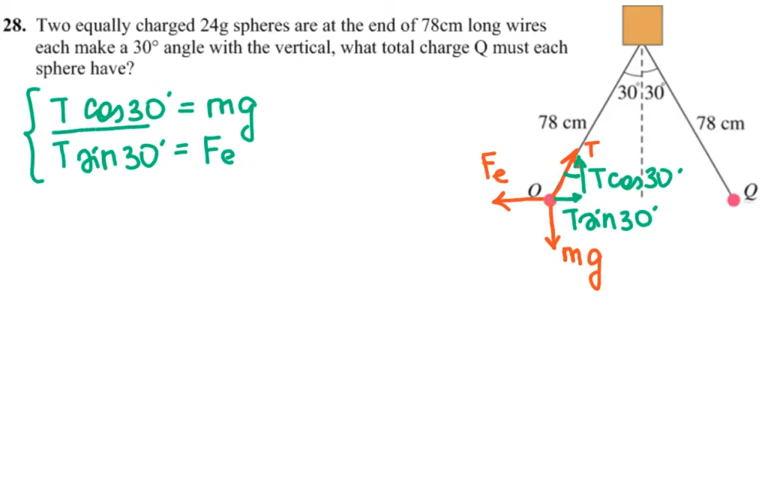 28. Two equally charged 24g spheres are at the end of 78cm long wires
each make a 30° angle with the vertical, what total charge Q must each
sphere have?
T cos30° = mg
T sin30° = Fe
30° 30°
78 cm
78 cm
T
Fe
Q
Tcos30°
Q
Tsin30°
mg